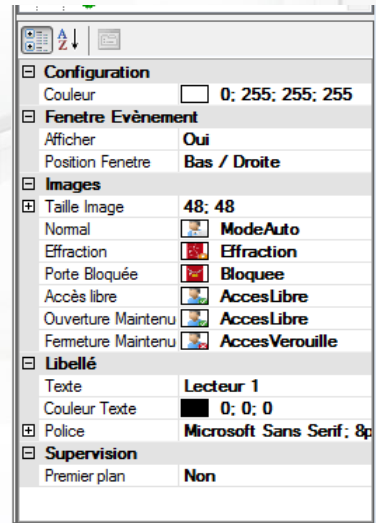 Configuration
Couleur 0; 255; 255; 255
Fenetre Evènement
Afficher Oui
Position Fenetre Bas / Droite
Images
Taille Image 48; 48
Normal ModeAuto
Effraction Effraction
Porte Bloquée Bloquee
Accès libre AccesLibre
Ouverture Maintenu AccesLibre
Fermeture Maintenu AccesVerouille
Libellé
Texte Lecteur 1
Couleur Texte 0; 0; 0
Police Microsoft Sans Serif; 8p
Supervision
Premier plan Non